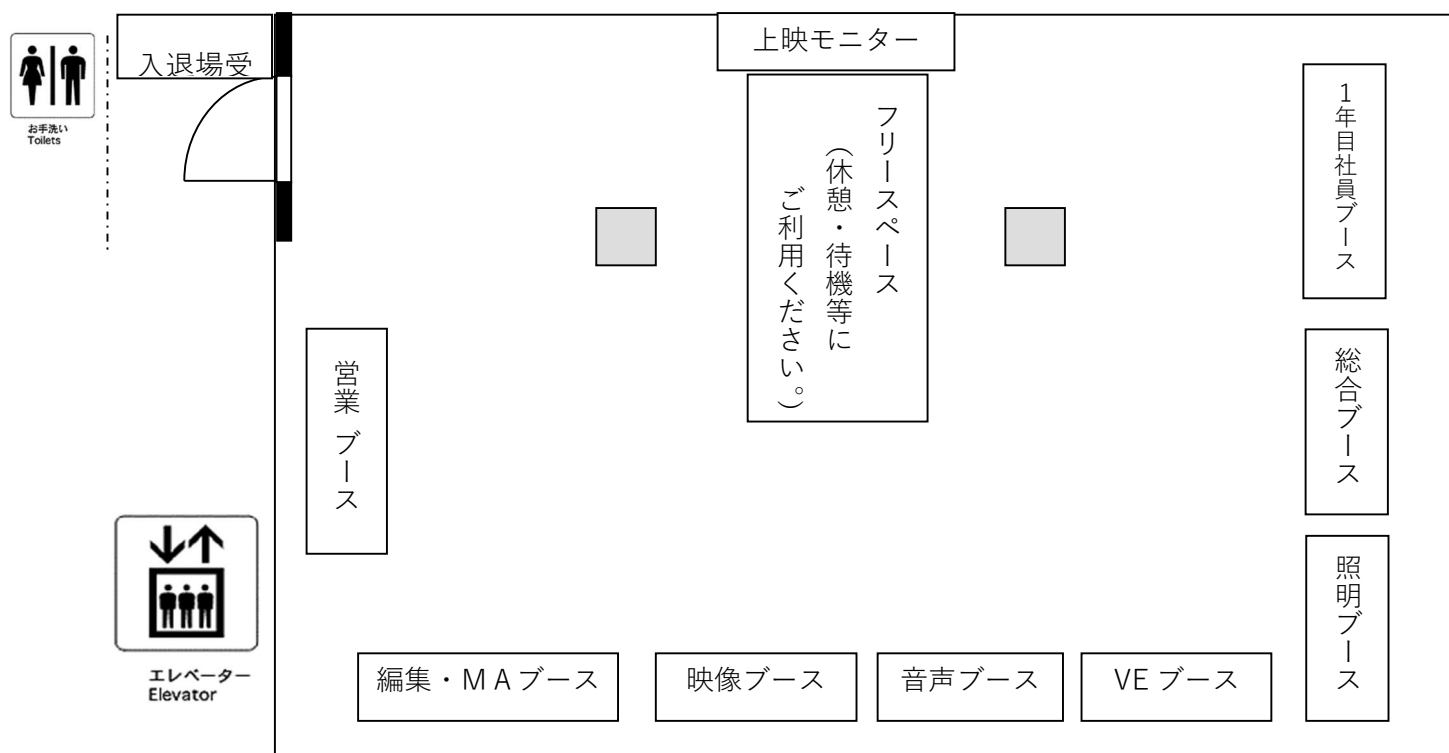 入退場受
お手洗い
Toilets
上映モニター
フリースペース
（休憩・待機等に
ご利用ください。）
1年目社員ブース
営業 ブース
総合ブース
照明ブース
エレベーター
Elevator
編集・MAブース
映像ブース
音声ブース
VE ブース